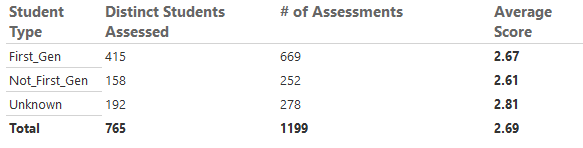 Student Type Distinct Students Assessed # of Assessments Average Score
First_Gen 415 669 2.67
Not_First_Gen 158 252 2.61
Unknown 192 278 2.81
Total 765 1199 2.69